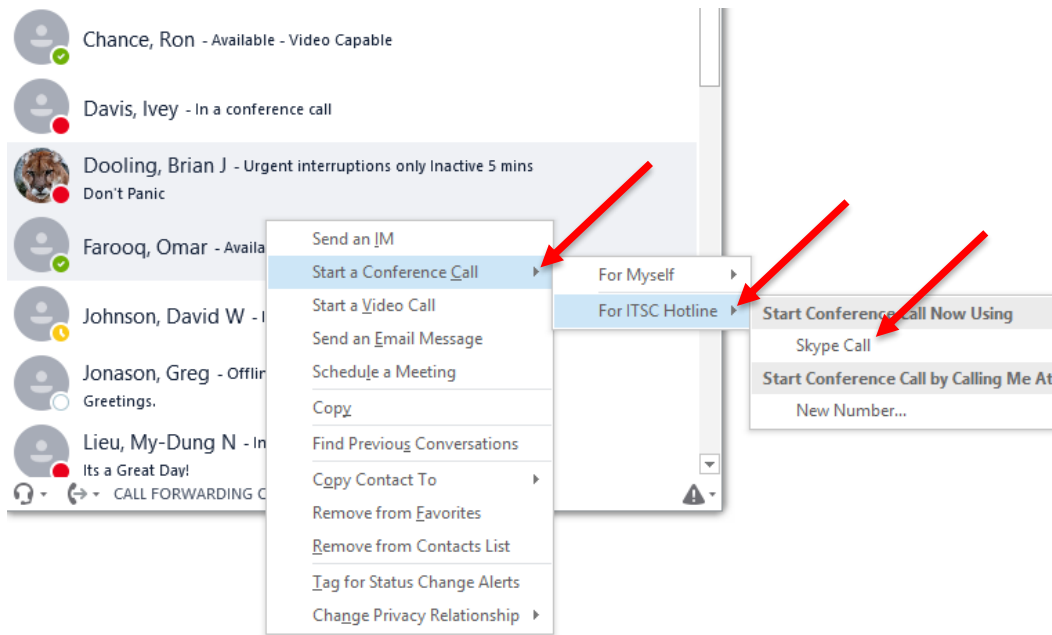 Chance, Ron - Available - Video Capable
Davis, Ivey - In a conference call
Dooling, Brian J - Urgent interruptions only Inactive 5 mins
Don't Panic
Farooq, Omar - Availa
Johnson, David W - I
Jonason, Greg - Offlin
Greetings.
Lieu, My-Dung N - In
Its a Great Day!
CALL FORWARDING
Send an IM
Start a Conference Call
Start a Video Call
Send an Email Message
Schedule a Meeting
Copy
Find Previous Conversations
Copy Contact To
Remove from Favorites
Remove from Contacts List
Tag for Status Change Alerts
Change Privacy Relationship
For Myself
For ITSC Hotline
Start Conference Call Now Using
Skype Call
Start Conference Call by Calling Me At
New Number...